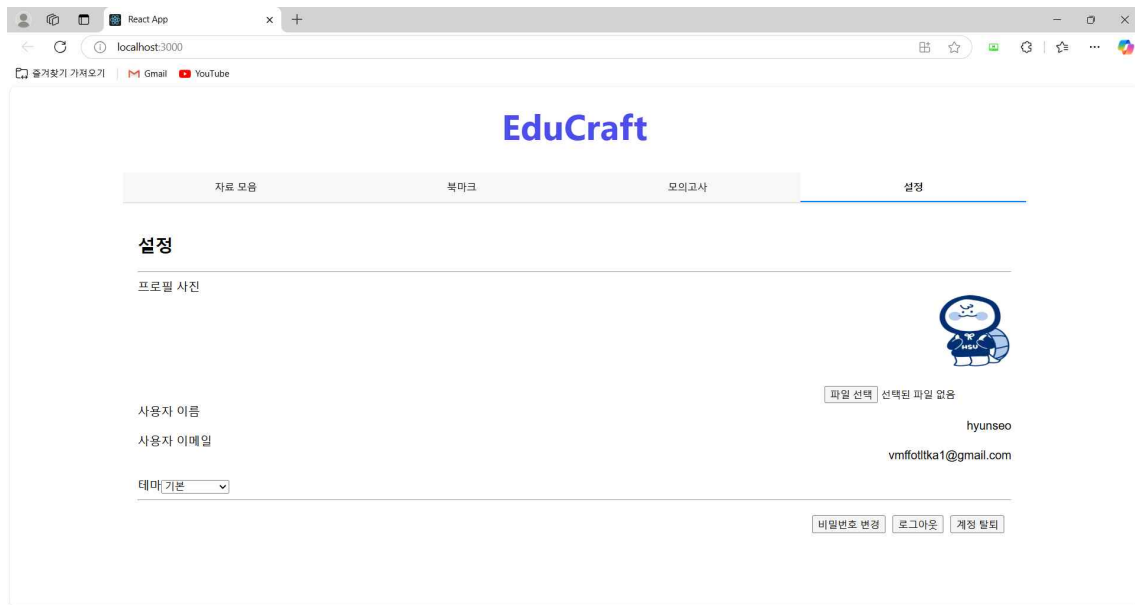 React App
localhost:3000
즐겨찾기 가져오기 Gmail YouTube
EduCraft
자료 모음 북마크 모의고사 설정
설정
프로필 사진
HSU
파일 선택 선택된 파일 없음
사용자 이름
hyunseo
사용자 이메일
vmffotltka1@gmail.com
테마 기본
비밀번호 변경 로그아웃 계정 탈퇴